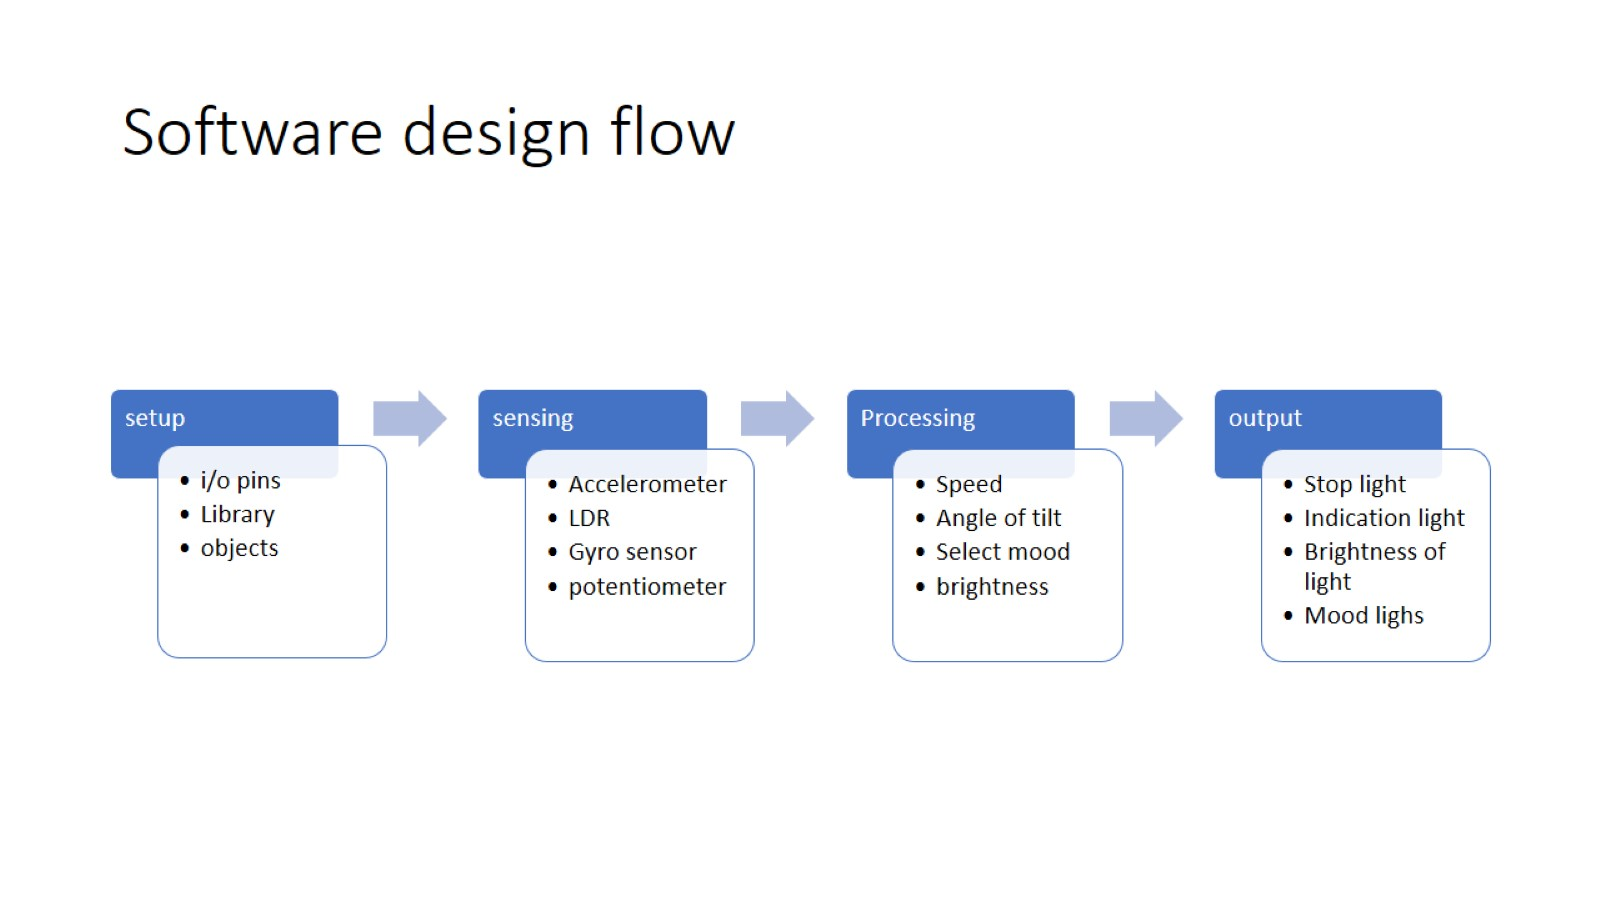 Software design flow
setup
• i/o pins
• Library
• objects
sensing
• Accelerometer
• LDR
• Gyro sensor
• potentiometer
Processing
• Speed
• Angle of tilt
• Select mood
• brightness
output
• Stop light
• Indication light
• Brightness of
light
• Mood lighs